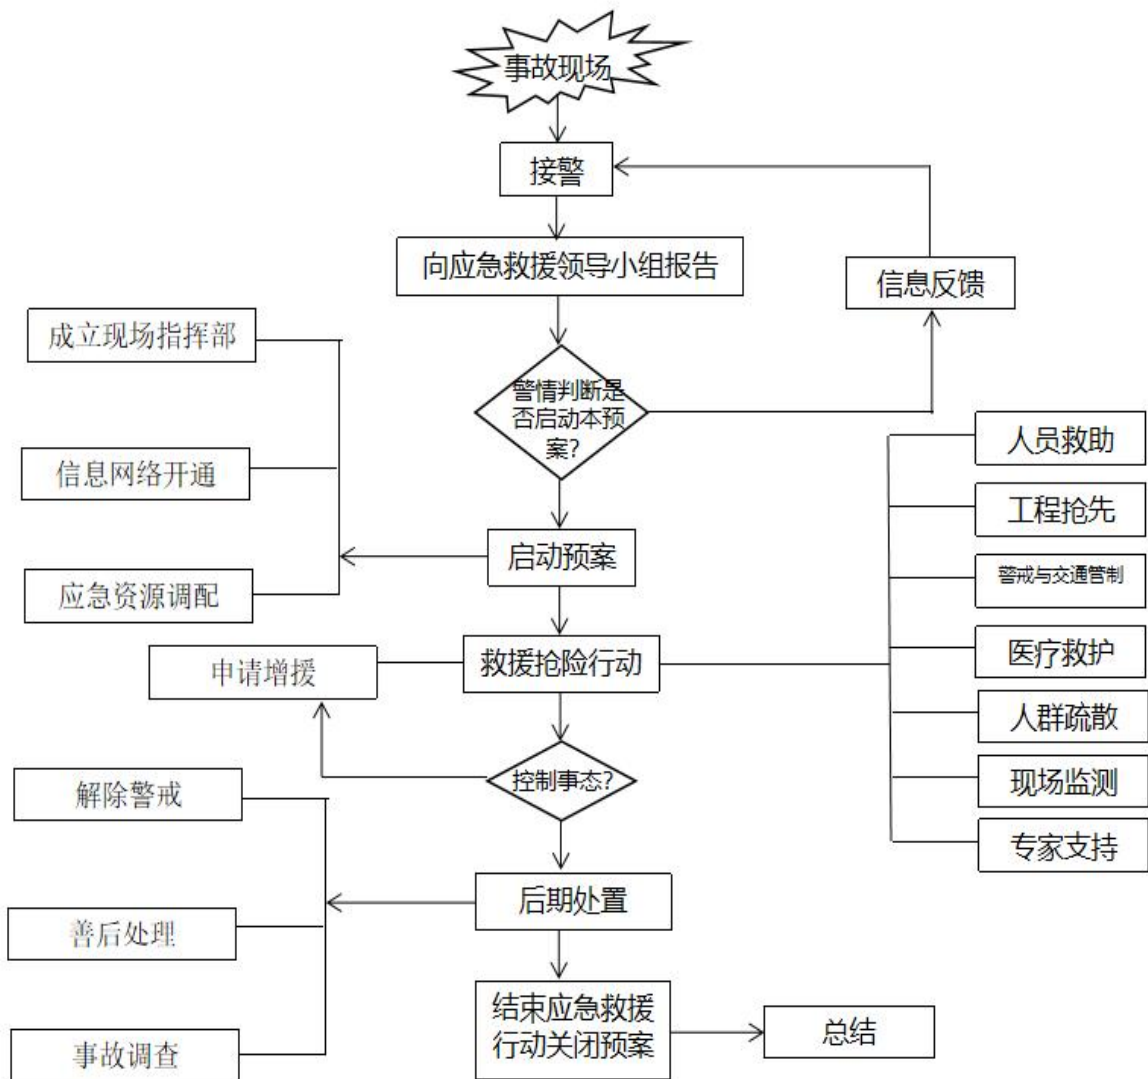 事故现场
接警
向应急救援领导小组报告
信息反馈
成立现场指挥部
警情判断是
否启动本预
案?
人员救助
信息网络开通
工程抢先
启动预案
警戒与交通管制
应急资源调配
申请增援
救援抢险行动
医疗救护
人群疏散
解除警戒
控制事态?
现场监测
专家支持
后期处置
善后处理
结束应急救援
行动关闭预案
总结
事故调查